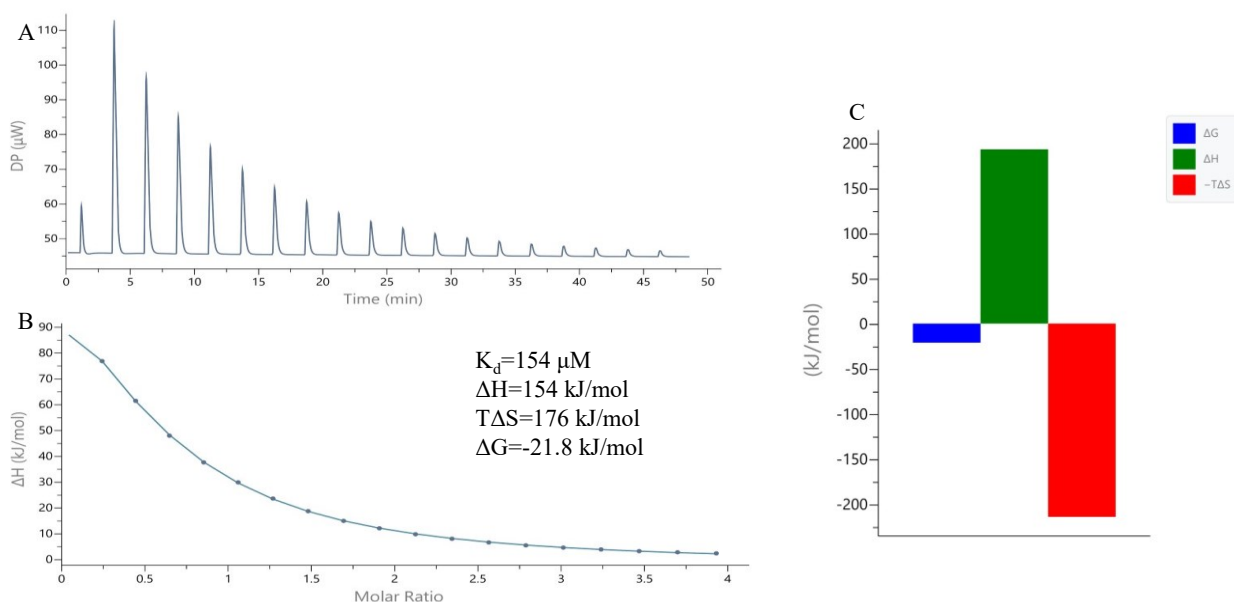 A
110
100
90
80
70
60
50
DP (µW)
0 5 10 15 20 25 30 35 40 45 50
Time (min)
B
90
80
70
60
50
40
30
20
10
0
ΔH (kJ/mol)
0 0.5 1 1.5 2 2.5 3 3.5 4
Molar Ratio
Kd=154 µM
ΔH=154 kJ/mol
TΔS=176 kJ/mol
ΔG=-21.8 kJ/mol
C
200
150
100
50
0
-50
-100
-150
-200
(kJ/mol)
ΔG
ΔH
−TΔS